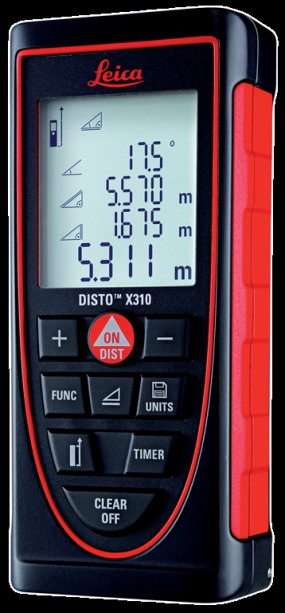 Leica
17.5°
5.570 m
1.675 m
5.311 m
DISTO™ X310
+
ON
DIST
−
FUNC
UNITS
TIMER
CLEAR
OFF